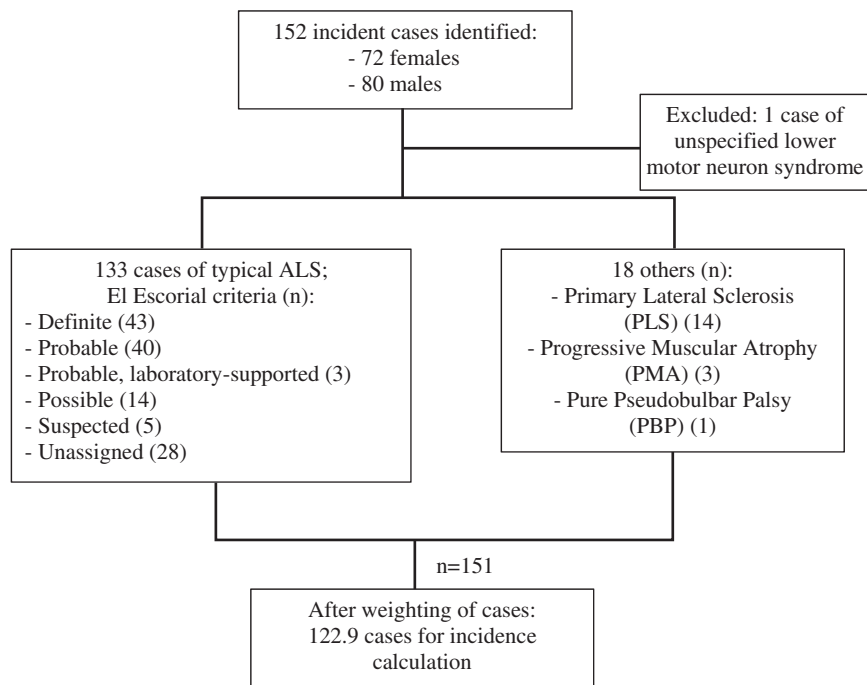 152 incident cases identified:
- 72 females
- 80 males
Excluded: 1 case of
unspecified lower
motor neuron syndrome
133 cases of typical ALS;
El Escorial criteria (n):
- Definite (43)
- Probable (40)
- Probable, laboratory-supported (3)
- Possible (14)
- Suspected (5)
- Unassigned (28)
18 others (n):
- Primary Lateral Sclerosis
(PLS) (14)
- Progressive Muscular Atrophy
(PMA) (3)
- Pure Pseudobulbar Palsy
(PBP) (1)
n=151
After weighting of cases:
122.9 cases for incidence
calculation